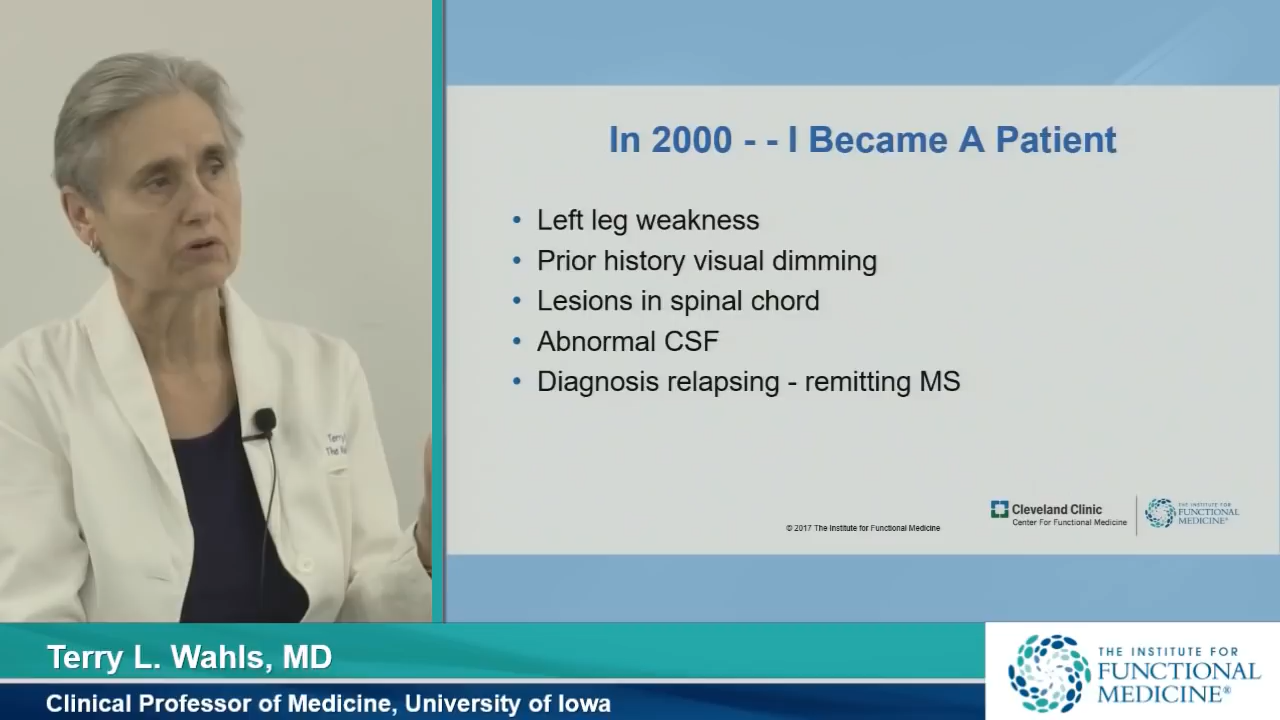 In 2000 - - I Became A Patient
• Left leg weakness
• Prior history visual dimming
• Lesions in spinal chord
• Abnormal CSF
• Diagnosis relapsing - remitting MS
Terry
The
© 2017 The Institute for Functional Medicine
Cleveland Clinic
Center For Functional Medicine
THE INSTITUTE FOR
FUNCTIONAL
MEDICINE®
Terry L. Wahls, MD
Clinical Professor of Medicine, University of Iowa
THE INSTITUTE FOR
FUNCTIONAL
MEDICINE®